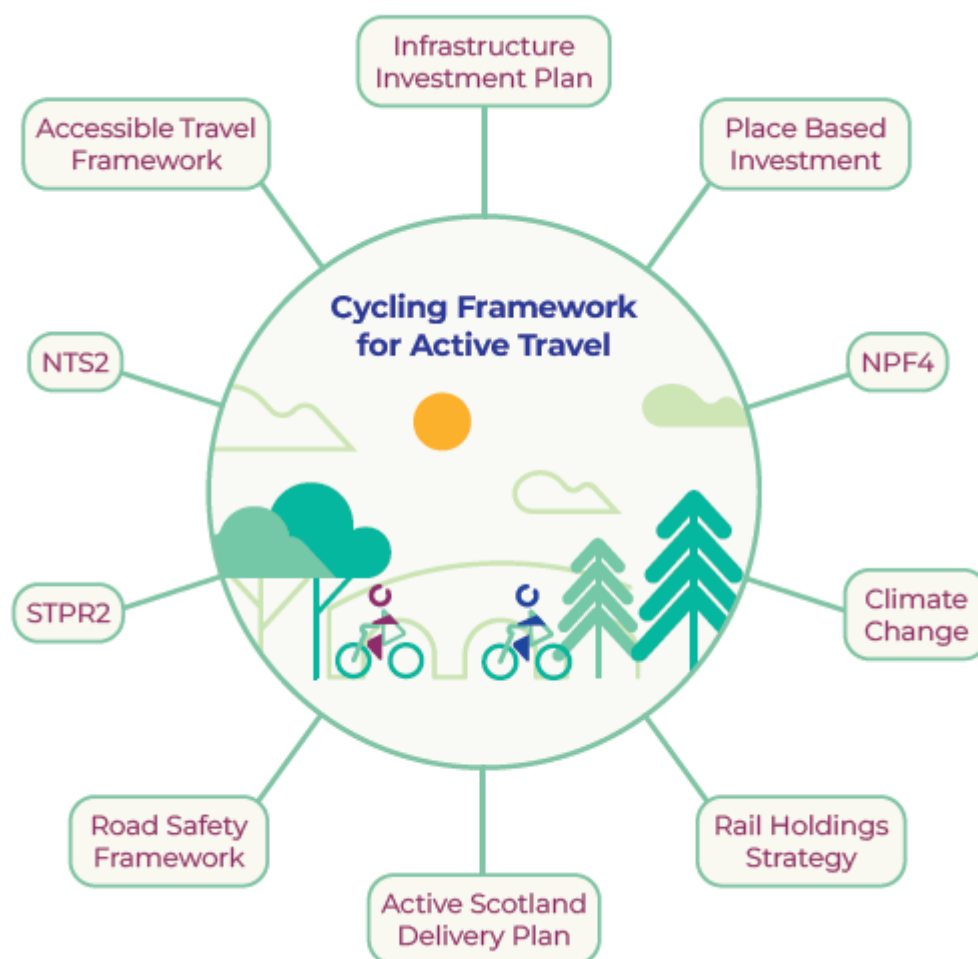 Infrastructure
Investment Plan
Accessible Travel
Framework
Place Based
Investment
Cycling Framework
for Active Travel
NTS2
NPF4
STPR2
Climate
Change
Road Safety
Framework
Rail Holdings
Strategy
Active Scotland
Delivery Plan